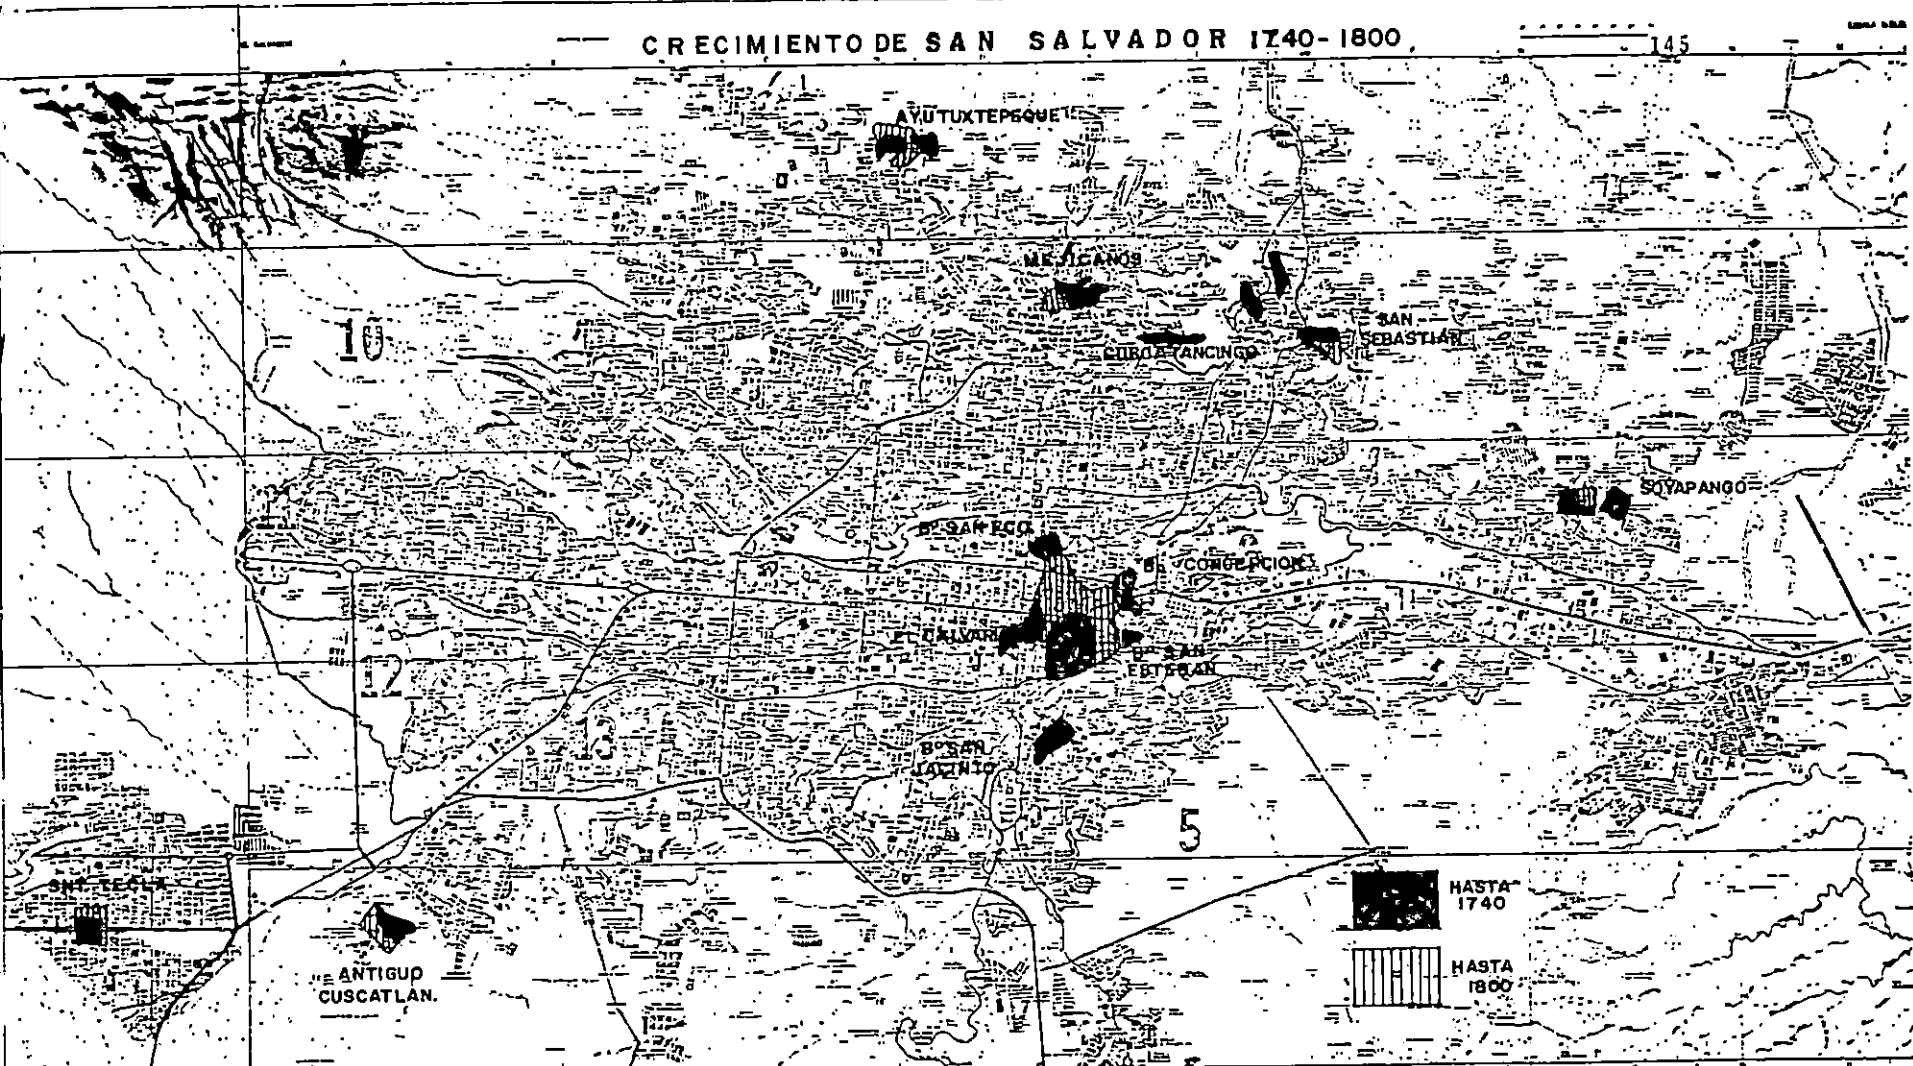 CRECIMIENTO DE SAN SALVADOR 1740-1800
145
AYUTUXTEPEQUE
MEJICANOS
10
SAN
SEBASTIAN
CUSCATANCINGO
SOYAPANGO
Bº SAN FCO.
Bº CONCEPCION
EL CALVARIO
Bº SAN
ESTEBAN
12
Bº SAN
JACINTO
5
SNT. TECLA
HASTA
1740
ANTIGUO
CUSCATLAN.
HASTA
1800